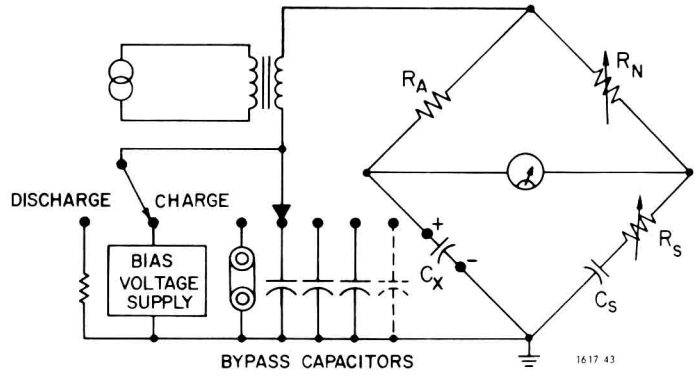 R_A
R_N
DISCHARGE
CHARGE
BIAS
VOLTAGE
SUPPLY
+
-
C_X
R_S
C_S
BYPASS CAPACITORS
1617 43